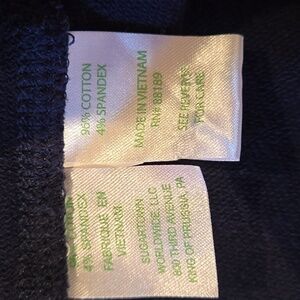 96% COTTON
4% SPANDEX
MADE IN VIETNAM
RN# 88189
SEE REVERSE
FOR CARE
4% SPANDEX
FABRIQUE EN
VIETNAM
SUGARTOWN
WORLDWIDE, LLC
800 THIRD AVENUE
KING OF PRUSSIA, PA